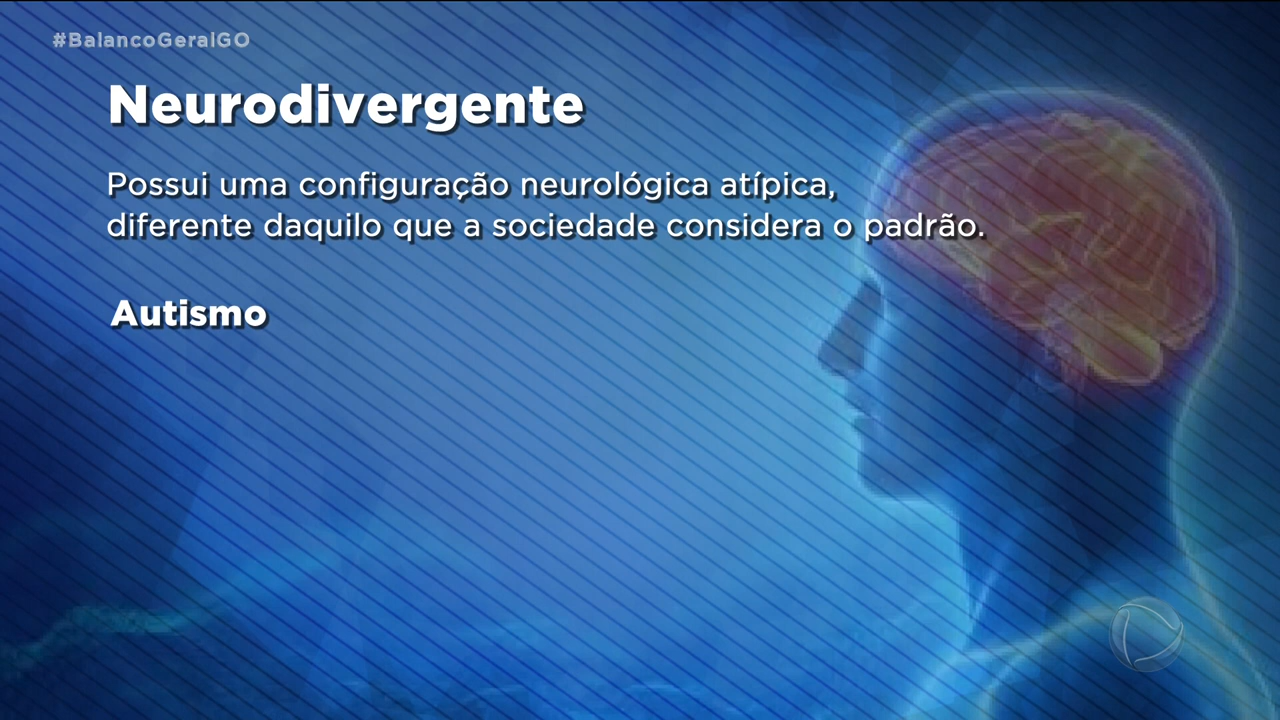 #BalancoGeralGO
Neurodivergente
Possui uma configuração neurológica atípica,
diferente daquilo que a sociedade considera o padrão.
Autismo